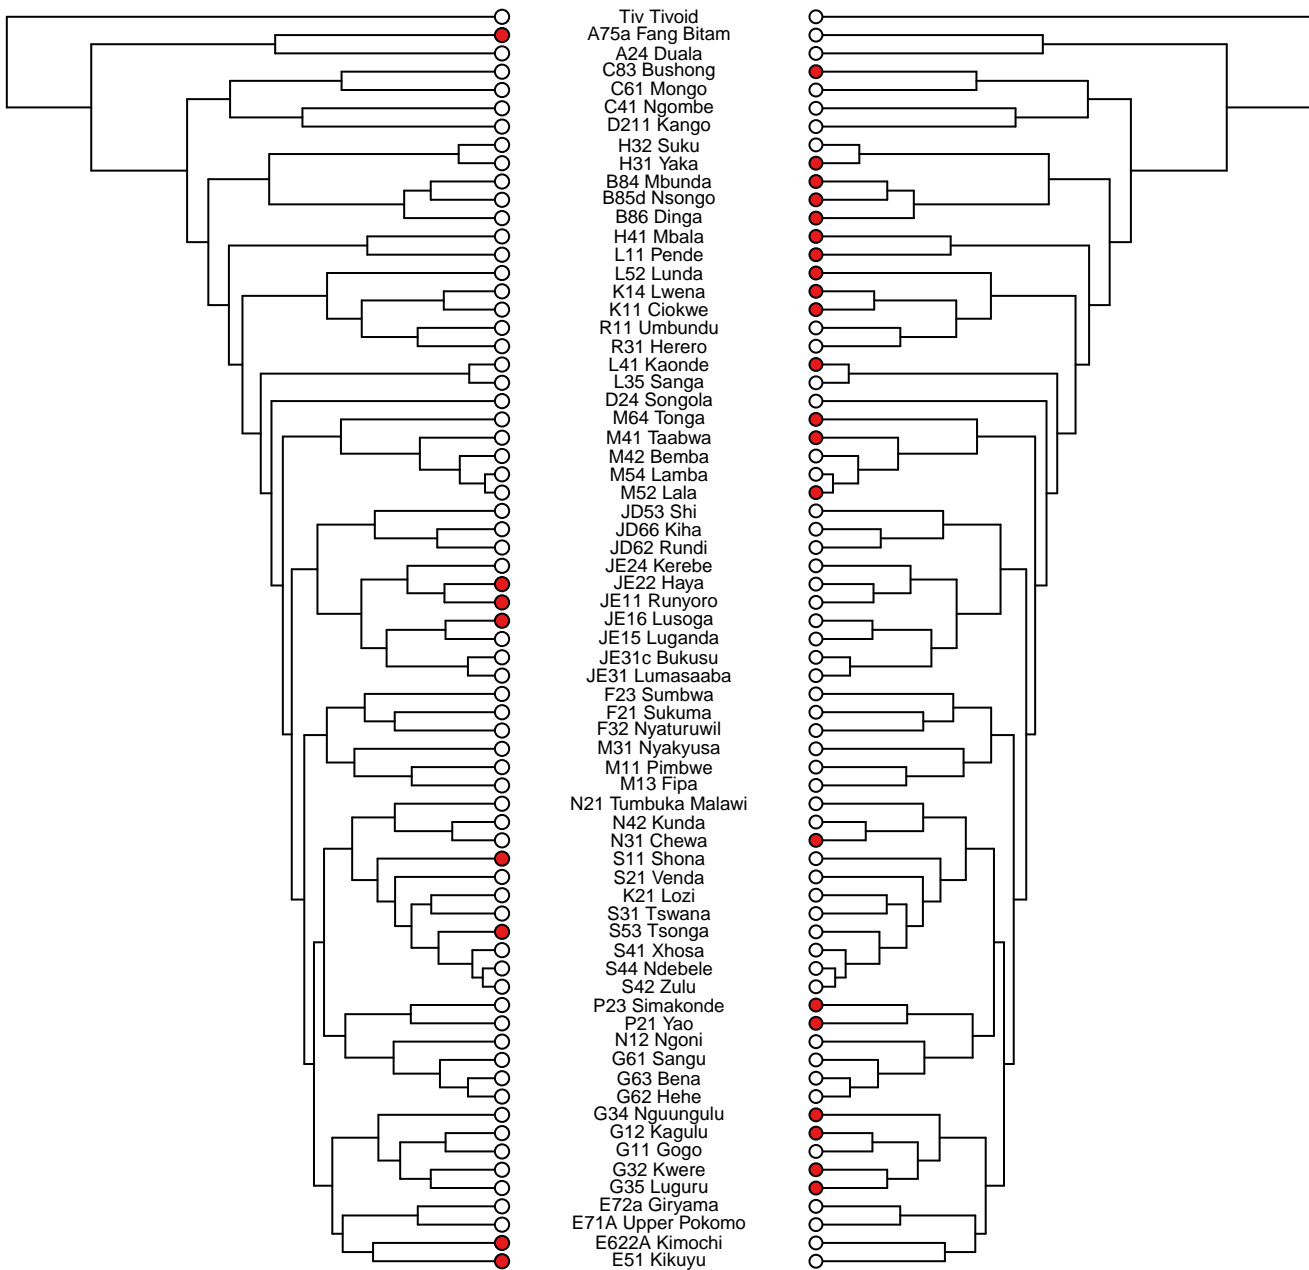 Tiv Tivoid
A75a Fang Bitam
A24 Duala
C83 Bushong
C61 Mongo
C41 Ngombe
D211 Kango
H32 Suku
H31 Yaka
B84 Mbunda
B85d Nsongo
B86 Dinga
H41 Mbala
L11 Pende
L52 Lunda
K14 Lwena
K11 Ciokwe
R11 Umbundu
R31 Herero
L41 Kaonde
L35 Sanga
D24 Songola
M64 Tonga
M41 Taabwa
M42 Bemba
M54 Lamba
M52 Lala
JD53 Shi
JD66 Kiha
JD62 Rundi
JE24 Kerebe
JE22 Haya
JE11 Runyoro
JE16 Lusoga
JE15 Luganda
JE31c Bukusu
JE31 Lumasaaba
F23 Sumbwa
F21 Sukuma
F32 Nyaturuwil
M31 Nyakyusa
M11 Pimbwe
M13 Fipa
N21 Tumbuka Malawi
N42 Kunda
N31 Chewa
S11 Shona
S21 Venda
K21 Lozi
S31 Tswana
S53 Tsonga
S41 Xhosa
S44 Ndebele
S42 Zulu
P23 Simakonde
P21 Yao
N12 Ngoni
G61 Sangu
G63 Bena
G62 Hehe
G34 Nguungulu
G12 Kagulu
G11 Gogo
G32 Kwere
G35 Luguru
E72a Giryama
E71A Upper Pokomo
E622A Kimochi
E51 Kikuyu